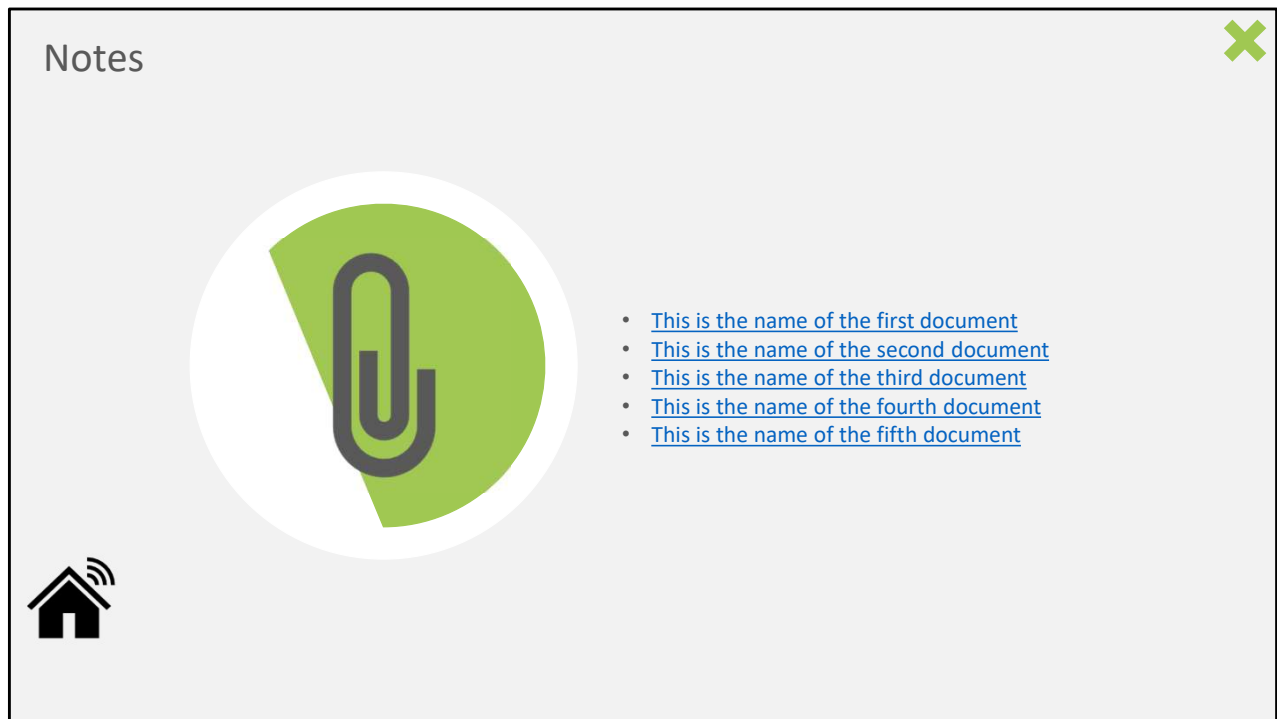 Notes
• This is the name of the first document
• This is the name of the second document
• This is the name of the third document
• This is the name of the fourth document
• This is the name of the fifth document